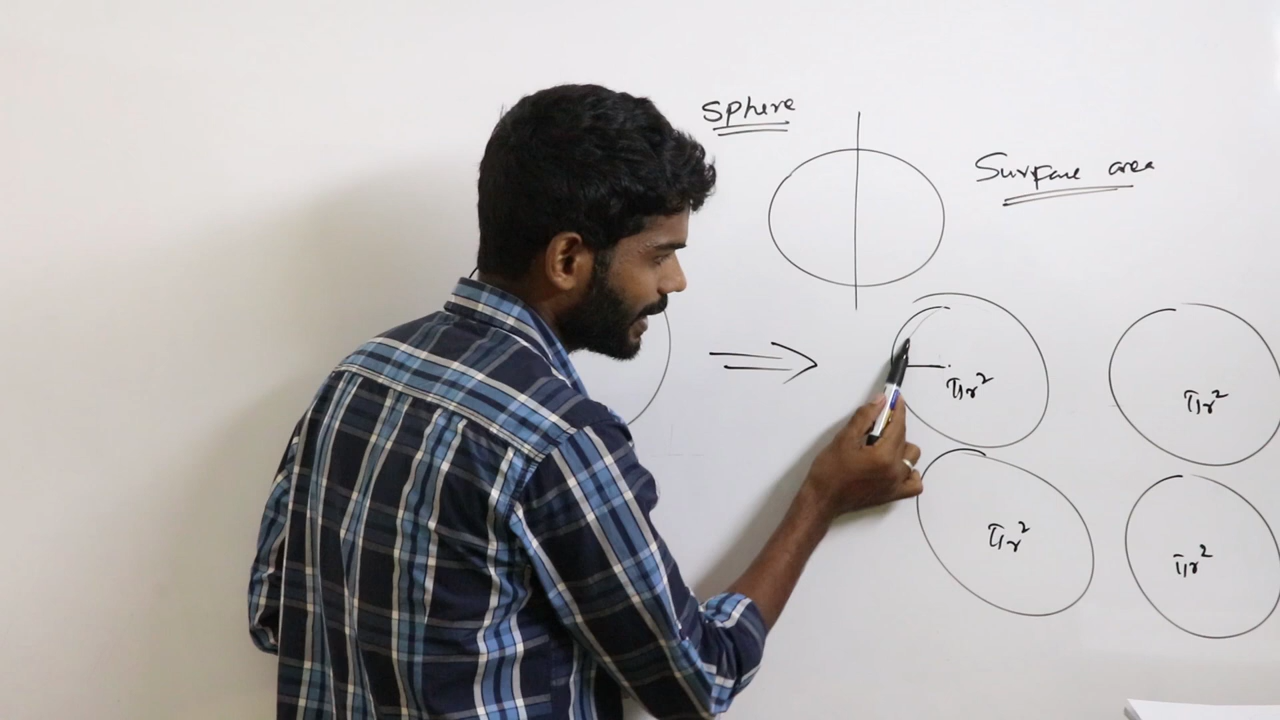 Sphere
Surface area
πr²
πr²
πr²
πr²